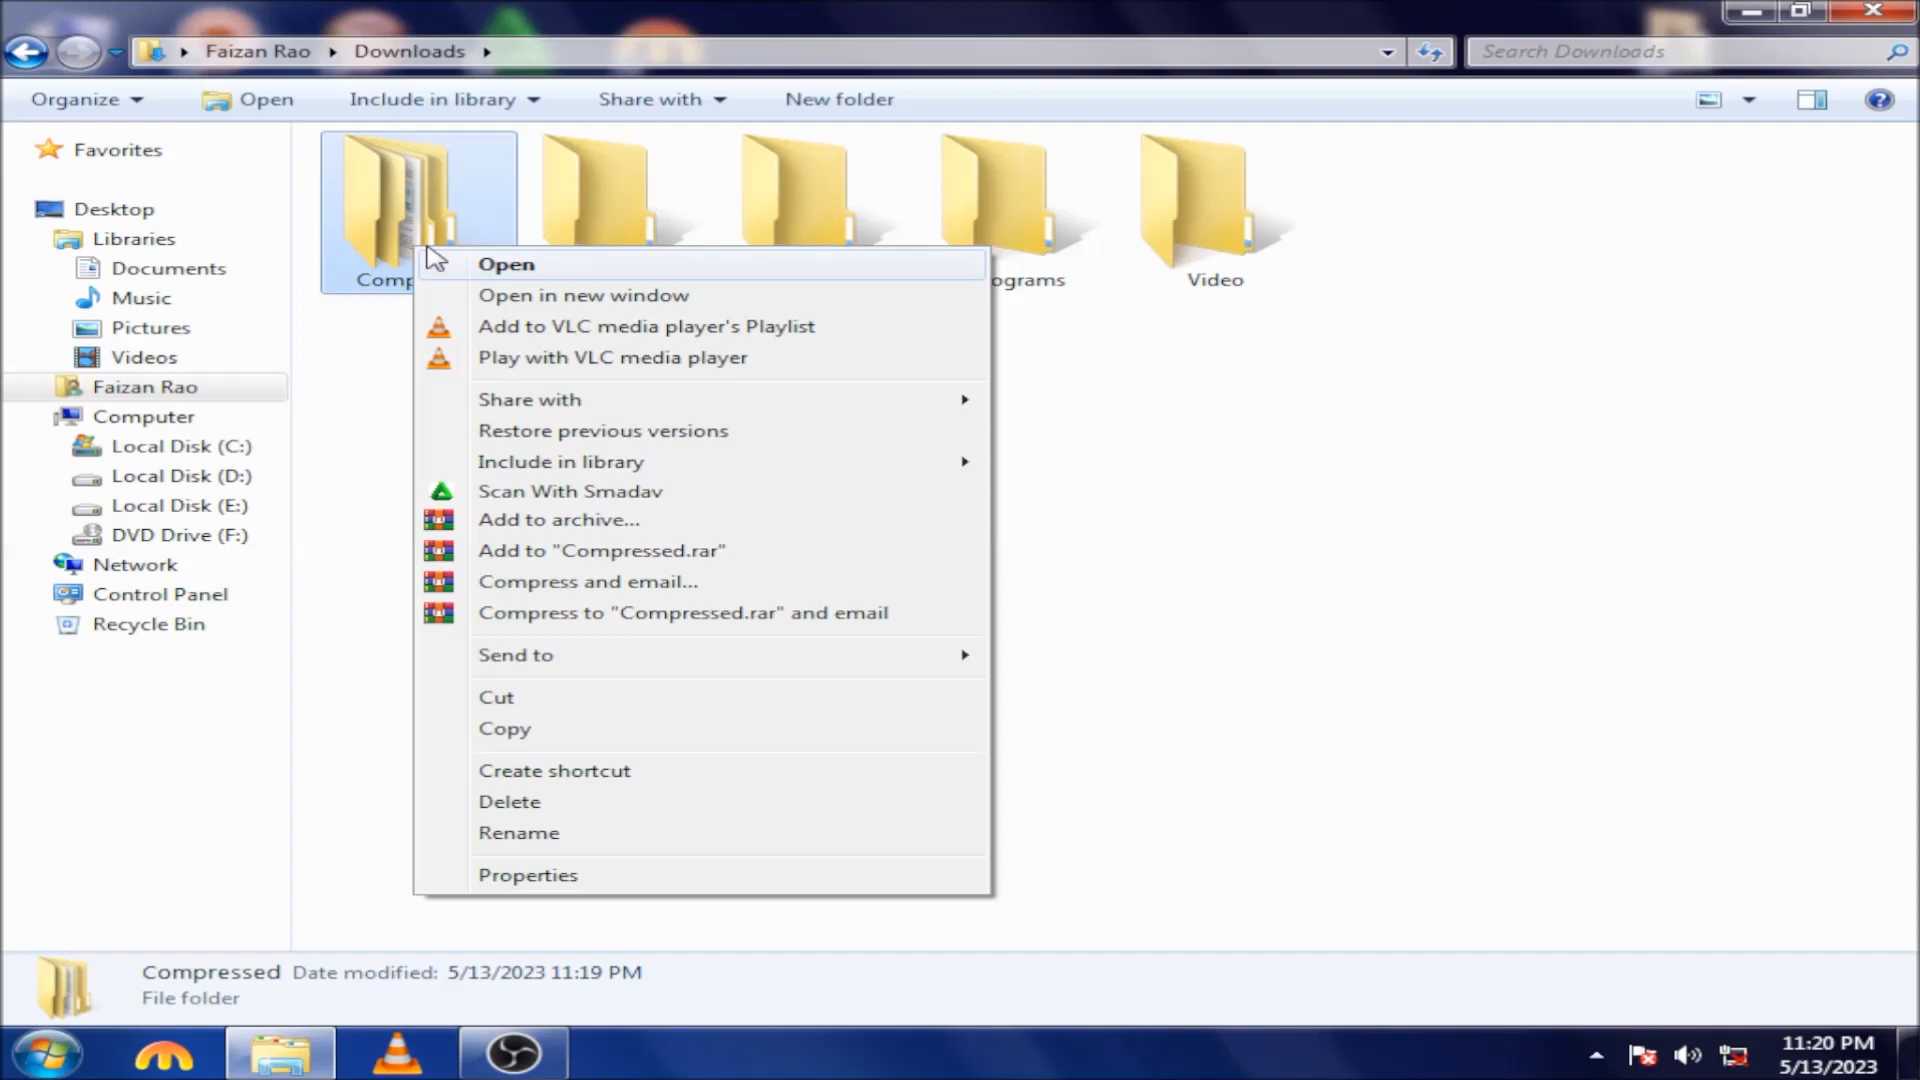 Faizan Rao Downloads
Search Downloads
Organize Open Include in library Share with New folder
Favorites
Desktop
Libraries
Documents
Music
Pictures
Videos
Faizan Rao
Computer
Local Disk (C:)
Local Disk (D:)
Local Disk (E:)
DVD Drive (F:)
Network
Control Panel
Recycle Bin
Comp
ograms
Video
Open
Open in new window
Add to VLC media player's Playlist
Play with VLC media player
Share with
Restore previous versions
Include in library
Scan With Smadav
Add to archive...
Add to "Compressed.rar"
Compress and email...
Compress to "Compressed.rar" and email
Send to
Cut
Copy
Create shortcut
Delete
Rename
Properties
Compressed Date modified: 5/13/2023 11:19 PM
File folder
11:20 PM
5/13/2023